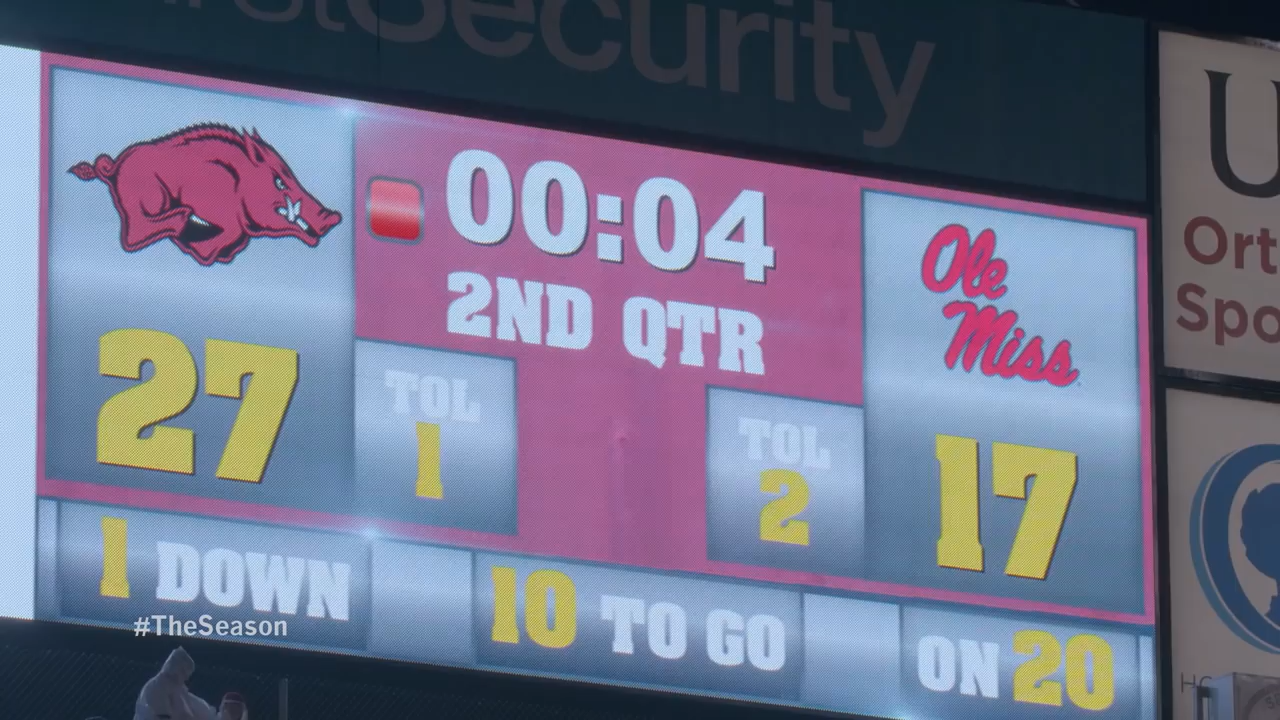 Security
00:04
2ND QTR
Ole
Miss
27
TOL
1
TOL
2
17
1 DOWN
10 TO GO
ON 20
#TheSeason
U
Ort
Spo